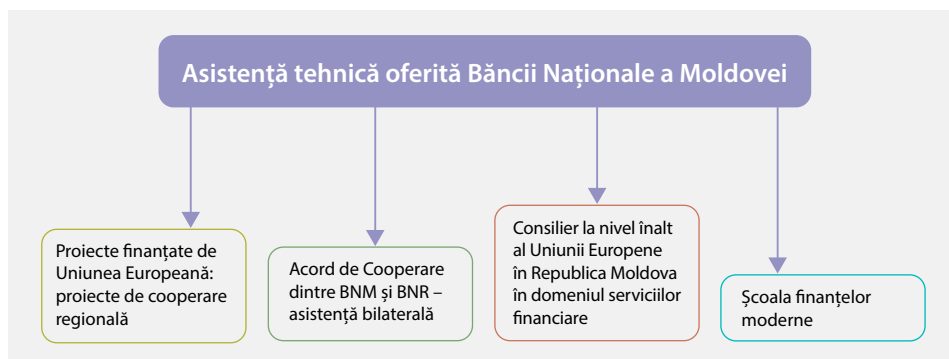 Asistență tehnică oferită Băncii Naționale a Moldovei
Proiecte finanțate de
Uniunea Europeană:
proiecte de cooperare
regională
Acord de Cooperare
dintre BNM și BNR –
asistență bilaterală
Consilier la nivel înalt
al Uniunii Europene
în Republica Moldova
în domeniul serviciilor
financiare
Școala finanțelor
moderne